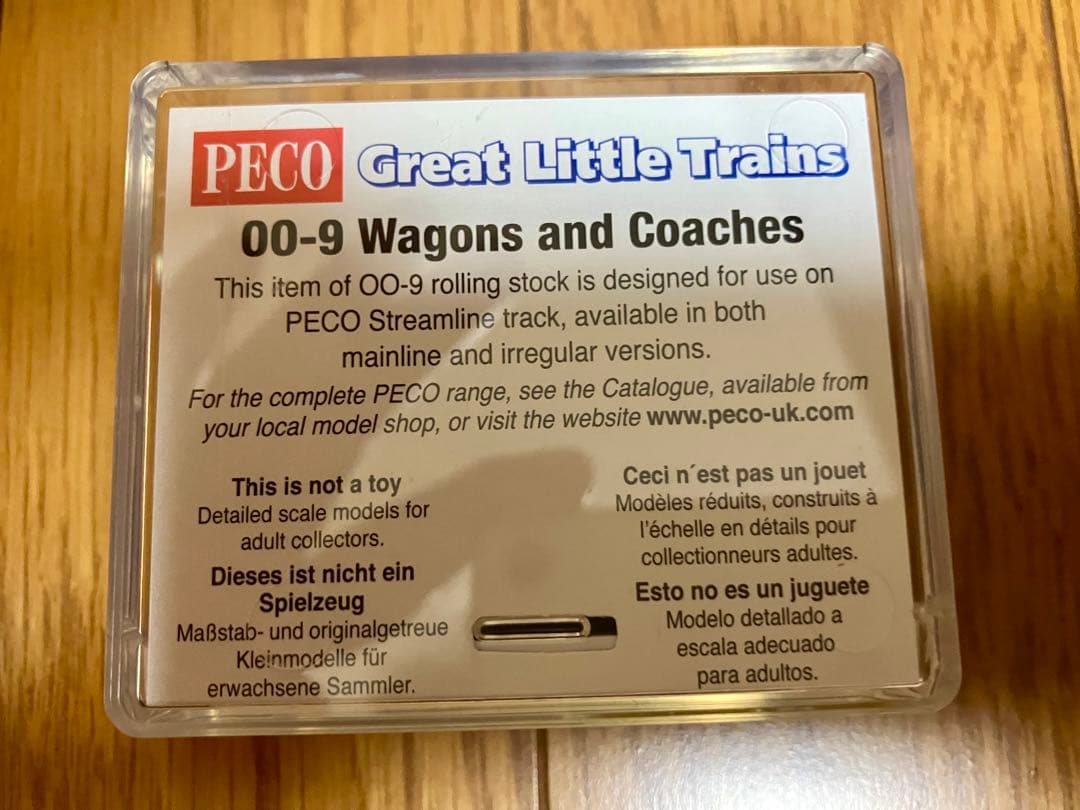 PECO Great Little Trains
OO-9 Wagons and Coaches
This item of OO-9 rolling stock is designed for use on
PECO Streamline track, available in both
mainline and irregular versions.
For the complete PECO range, see the Catalogue, available from
your local model shop, or visit the website www.peco-uk.com
This is not a toy
Detailed scale models for
adult collectors.
Dieses ist nicht ein
Spielzeug
Maßstab- und originalgetreue
Kleinmodelle für
erwachsene Sammler.
Ceci n´est pas un jouet
Modèles réduits, construits à
l'échelle en détails pour
collectionneurs adultes.
Esto no es un juguete
Modelo detallado a
escala adecuado
para adultos.